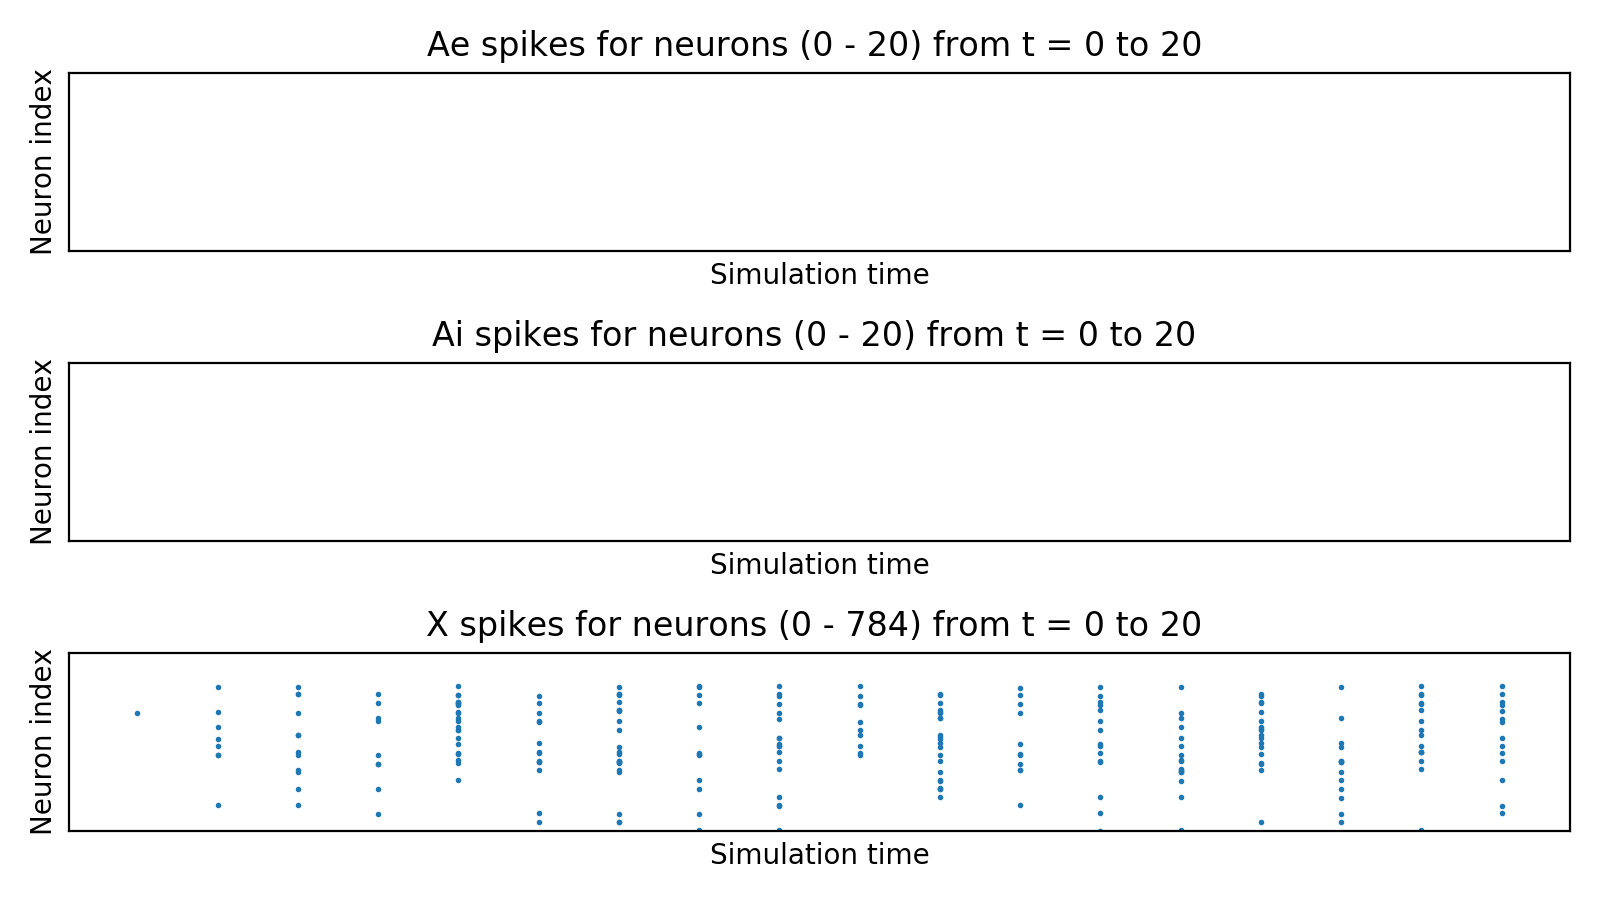 Ae spikes for neurons (0 - 20) from t = 0 to 20
Neuron index
Simulation time
Ai spikes for neurons (0 - 20) from t = 0 to 20
Neuron index
Simulation time
X spikes for neurons (0 - 784) from t = 0 to 20
Neuron index
Simulation time